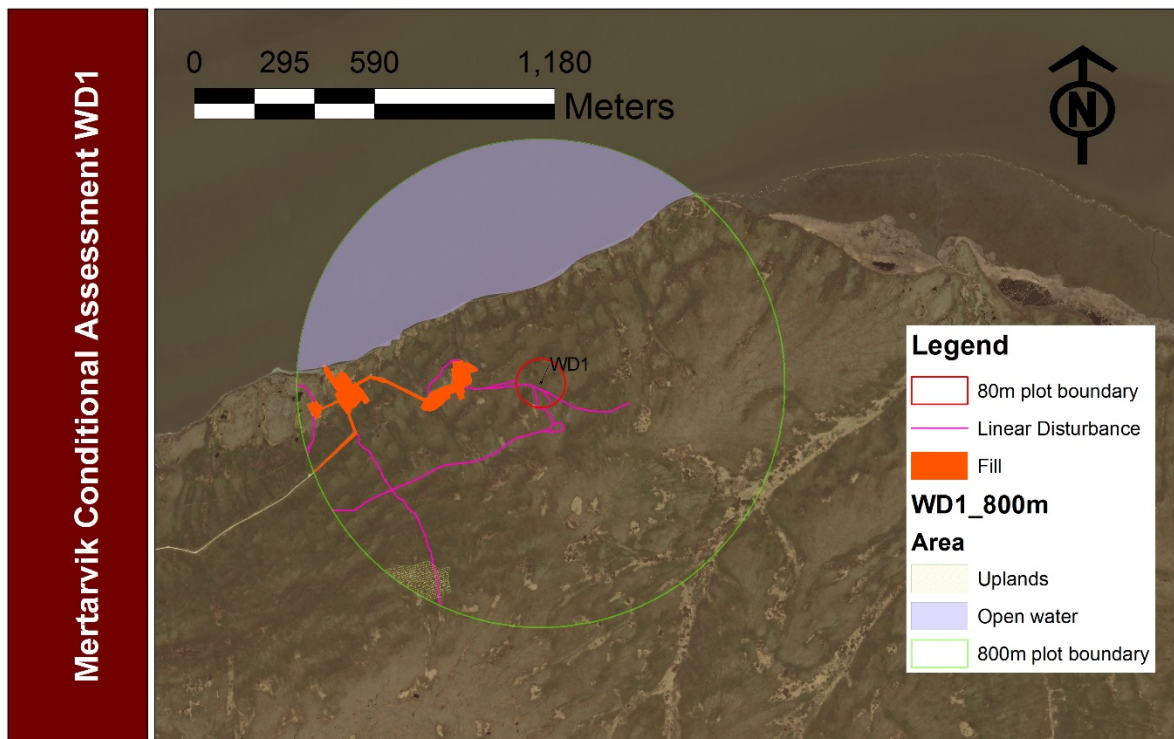 Mertarvik Conditional Assessment WD1
0 295 590 1,180
Meters
N
WD1
Legend
80m plot boundary
Linear Disturbance
Fill
WD1_800m
Area
Uplands
Open water
800m plot boundary